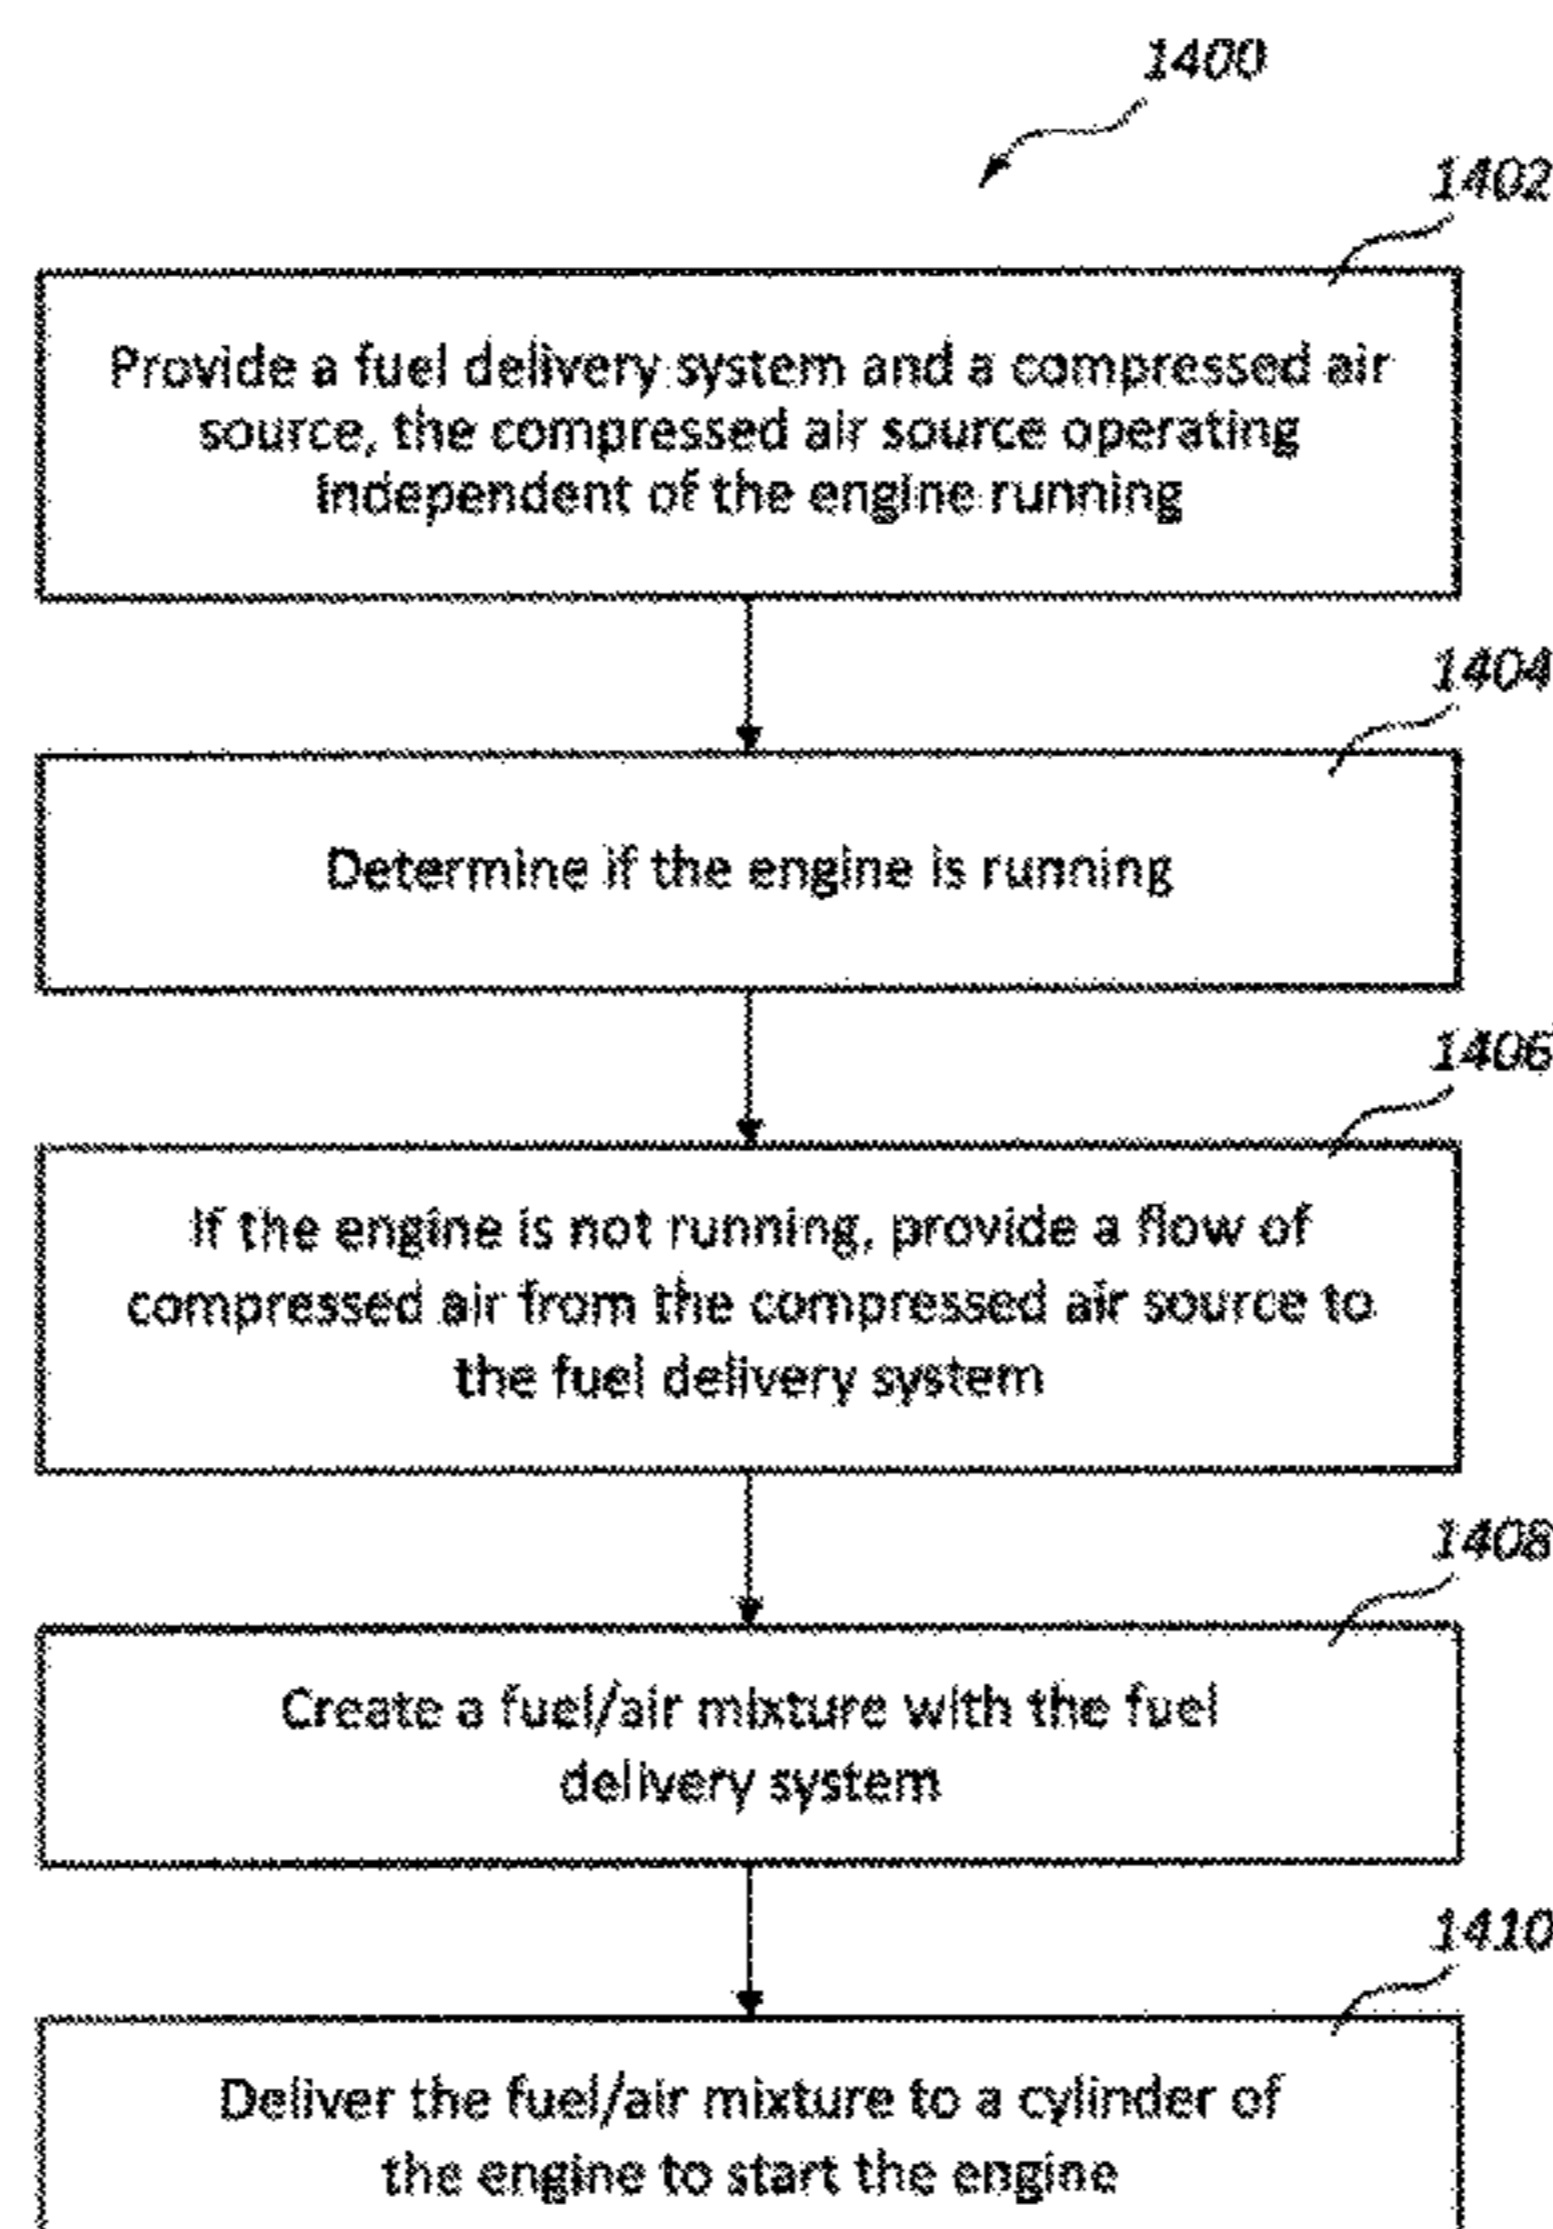 1400
1402
Provide a fuel delivery system and a compressed air
source, the compressed air source operating
independent of the engine running
1404
Determine if the engine is running
1406
If the engine is not running, provide a flow of
compressed air from the compressed air source to
the fuel delivery system
1408
Create a fuel/air mixture with the fuel
delivery system
1410
Deliver the fuel/air mixture to a cylinder of
the engine to start the engine